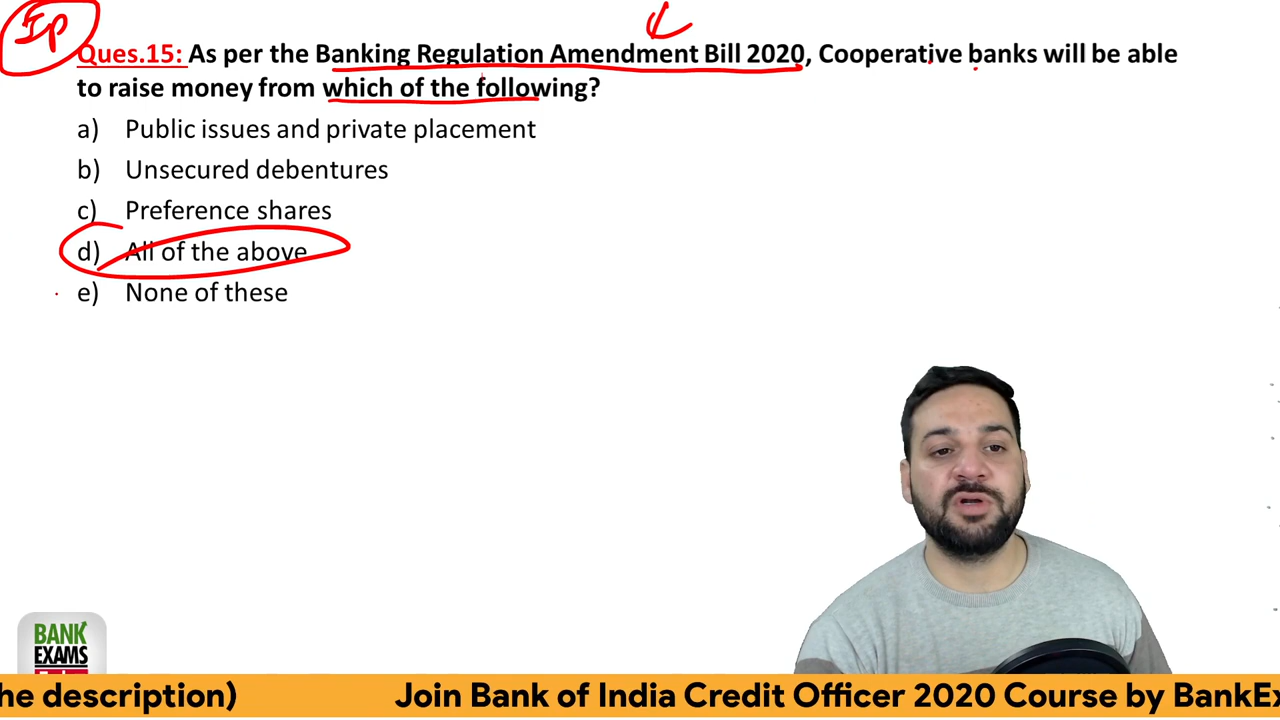 Ip
Ques.15: As per the Banking Regulation Amendment Bill 2020, Cooperative banks will be able
to raise money from which of the following?
a) Public issues and private placement
b) Unsecured debentures
c) Preference shares
d) All of the above
e) None of these
BANK
EXAMS
he description) Join Bank of India Credit Officer 2020 Course by BankEx